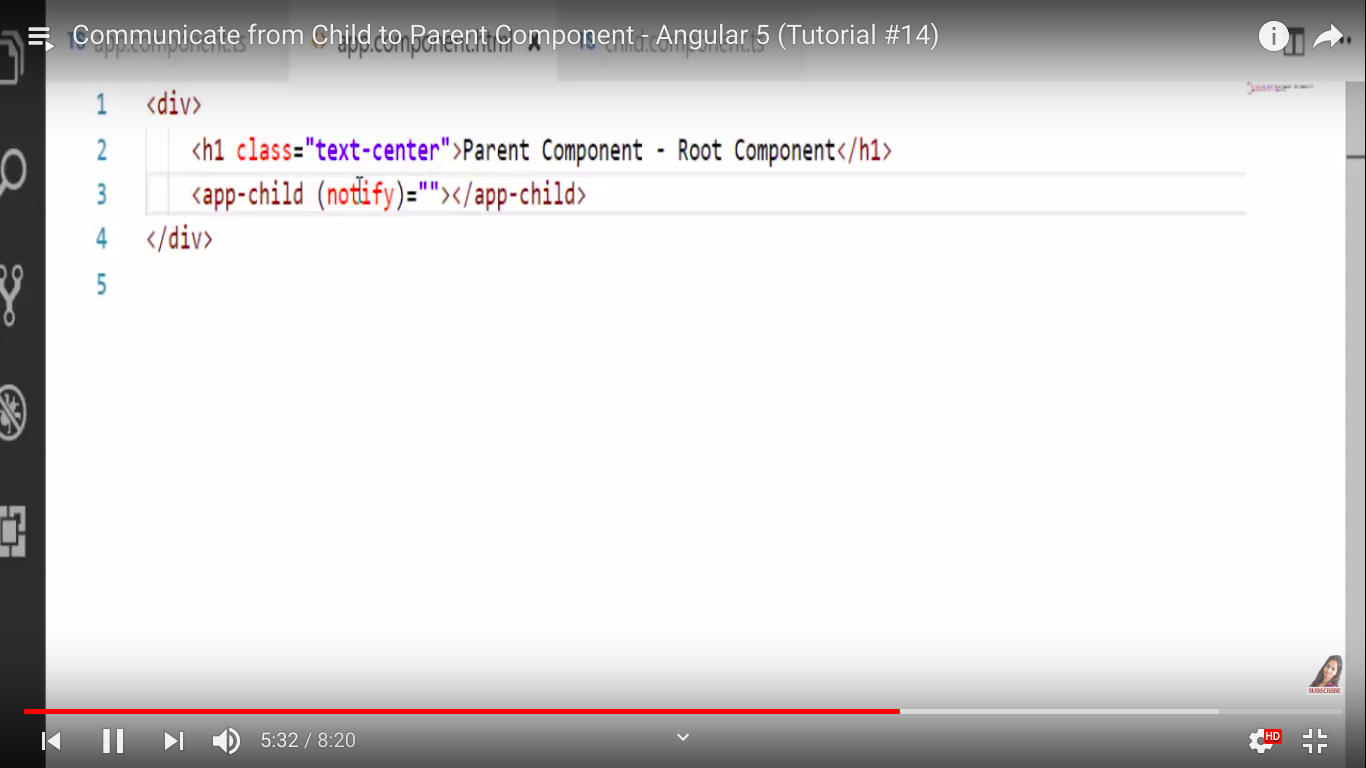 Communicate from Child to Parent Component - Angular 5 (Tutorial #14)
TS app.component.ts
<> app.component.html
TS child.component.ts
1 <div>
2 <h1 class="text-center">Parent Component - Root Component</h1>
3 <app-child (notify)=""></app-child>
4 </div>
5
SUBSCRIBE
5:32 / 8:20
HD